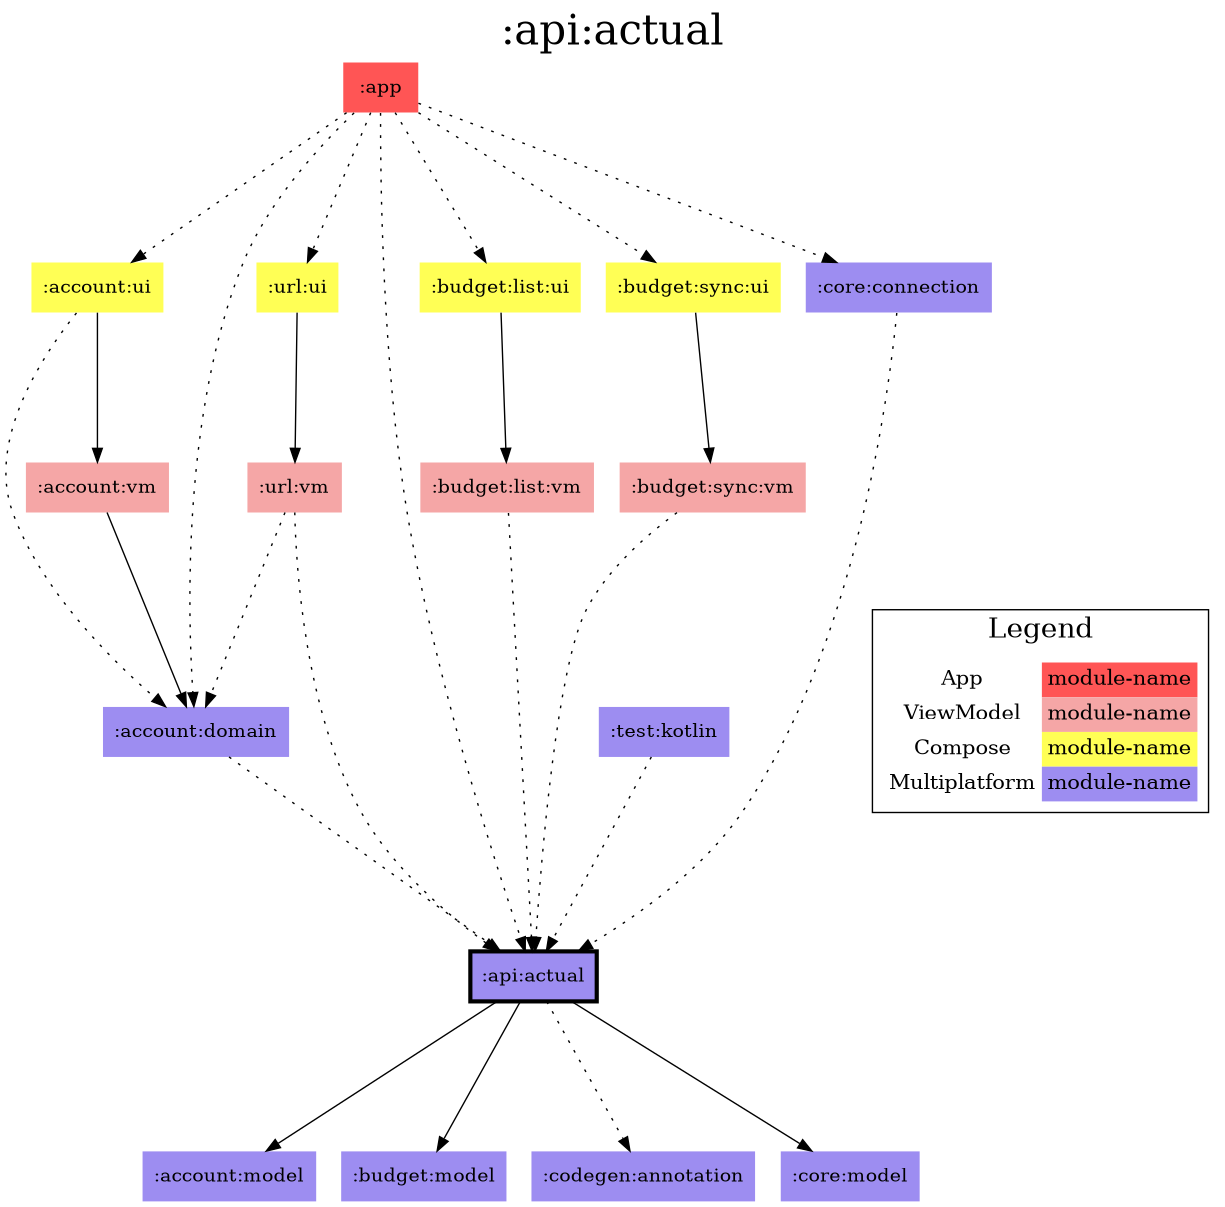 :api:actual
:app
:account:ui
:url:ui
:budget:list:ui
:budget:sync:ui
:core:connection
:account:vm
:url:vm
:budget:list:vm
:budget:sync:vm
Legend
App module-name
ViewModel module-name
Compose module-name
Multiplatform module-name
:account:domain
:test:kotlin
:api:actual
:account:model
:budget:model
:codegen:annotation
:core:model